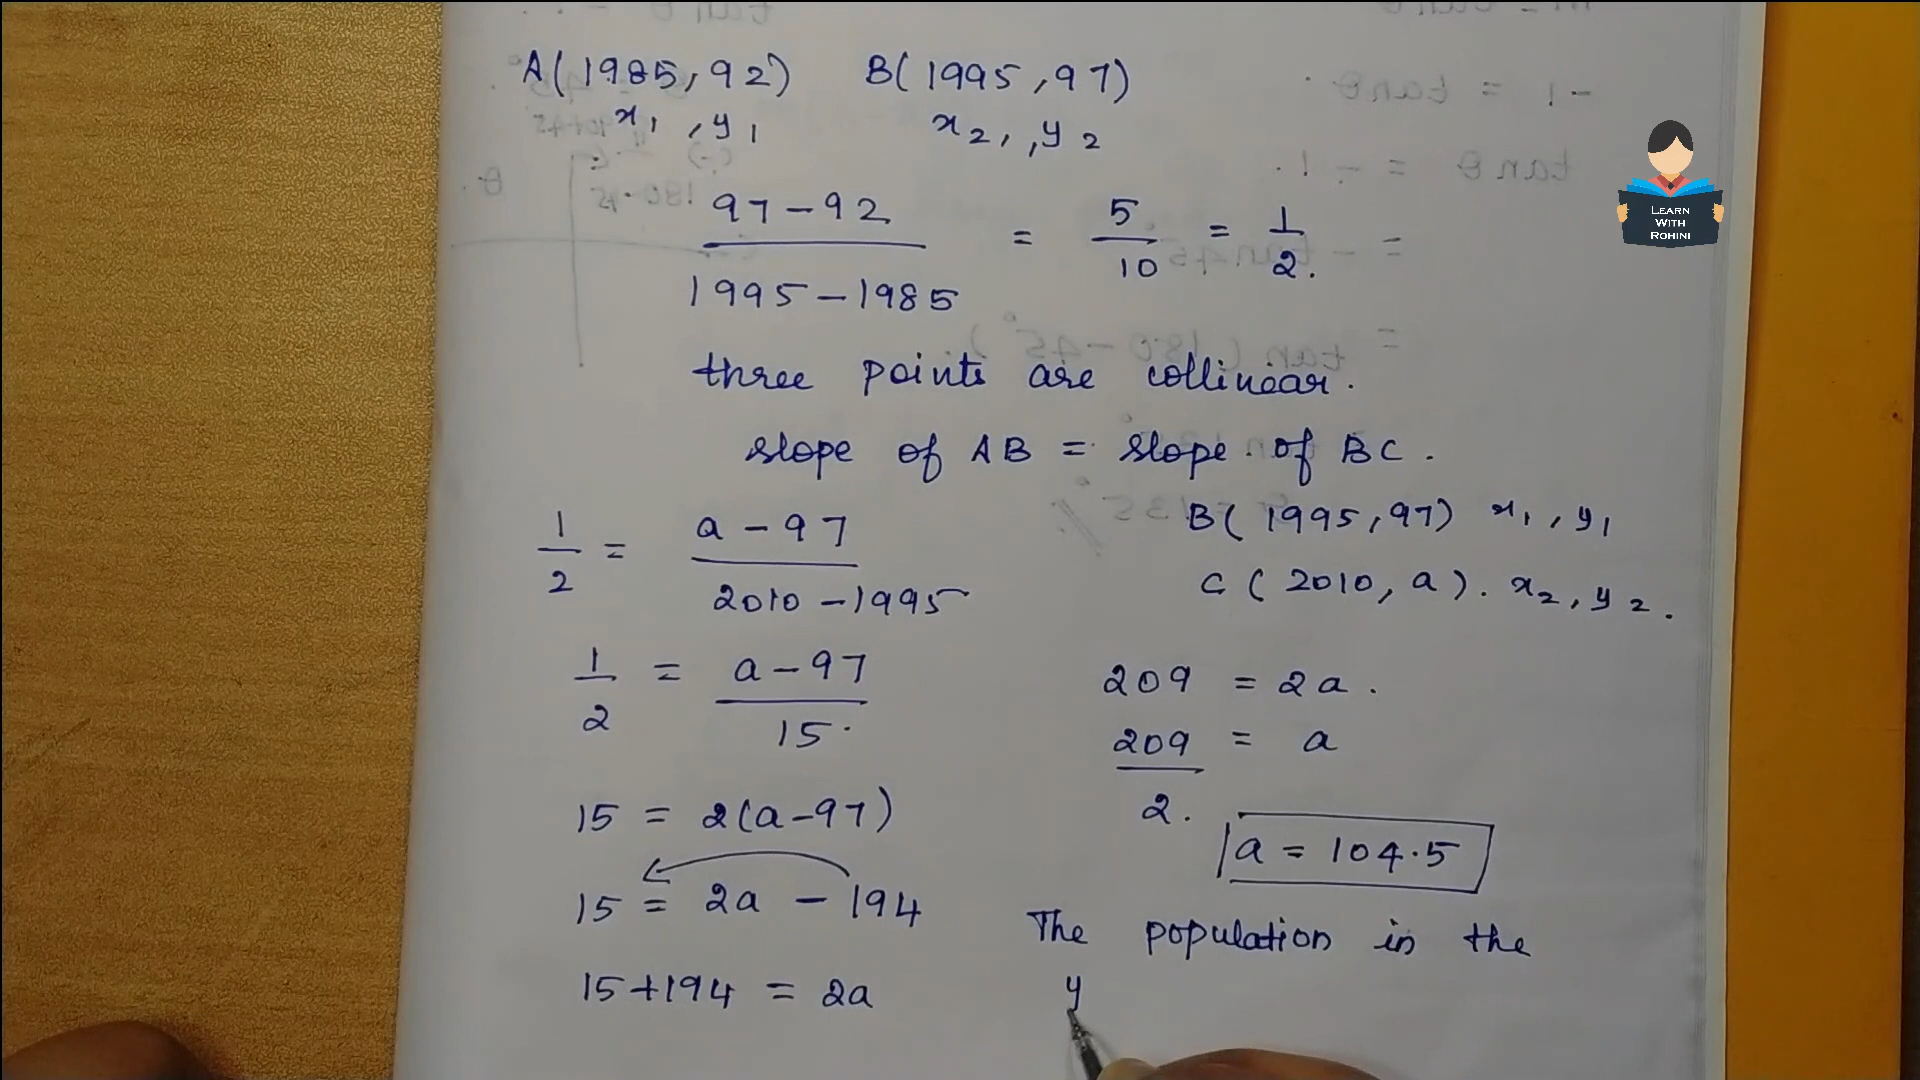 A(1985,92) B(1995,97)
x₁,y₁ x₂,,y₂
97-92/1995-1985 = 5/10 = 1/2.
three points are collinear.
slope of AB = slope of BC.
1/2 = a-97/2010-1995
B(1995,97) x₁,y₁
C(2010,a). x₂,y₂.
1/2 = a-97/15.
15 = 2(a-97)
15 = 2a - 194
15+194 = 2a
209 = 2a.
209/2. = a
a = 104.5
The population in the
y
LEARN
WITH
ROHINI